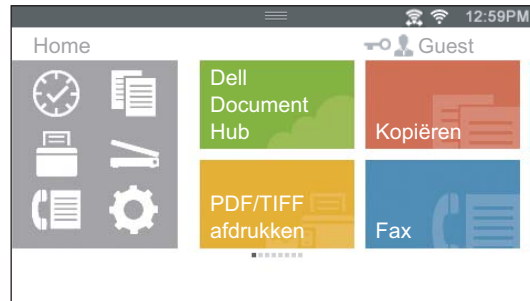 12:59PM
Home
Guest
Dell
Document
Hub
Kopiëren
PDF/TIFF
afdrukken
Fax